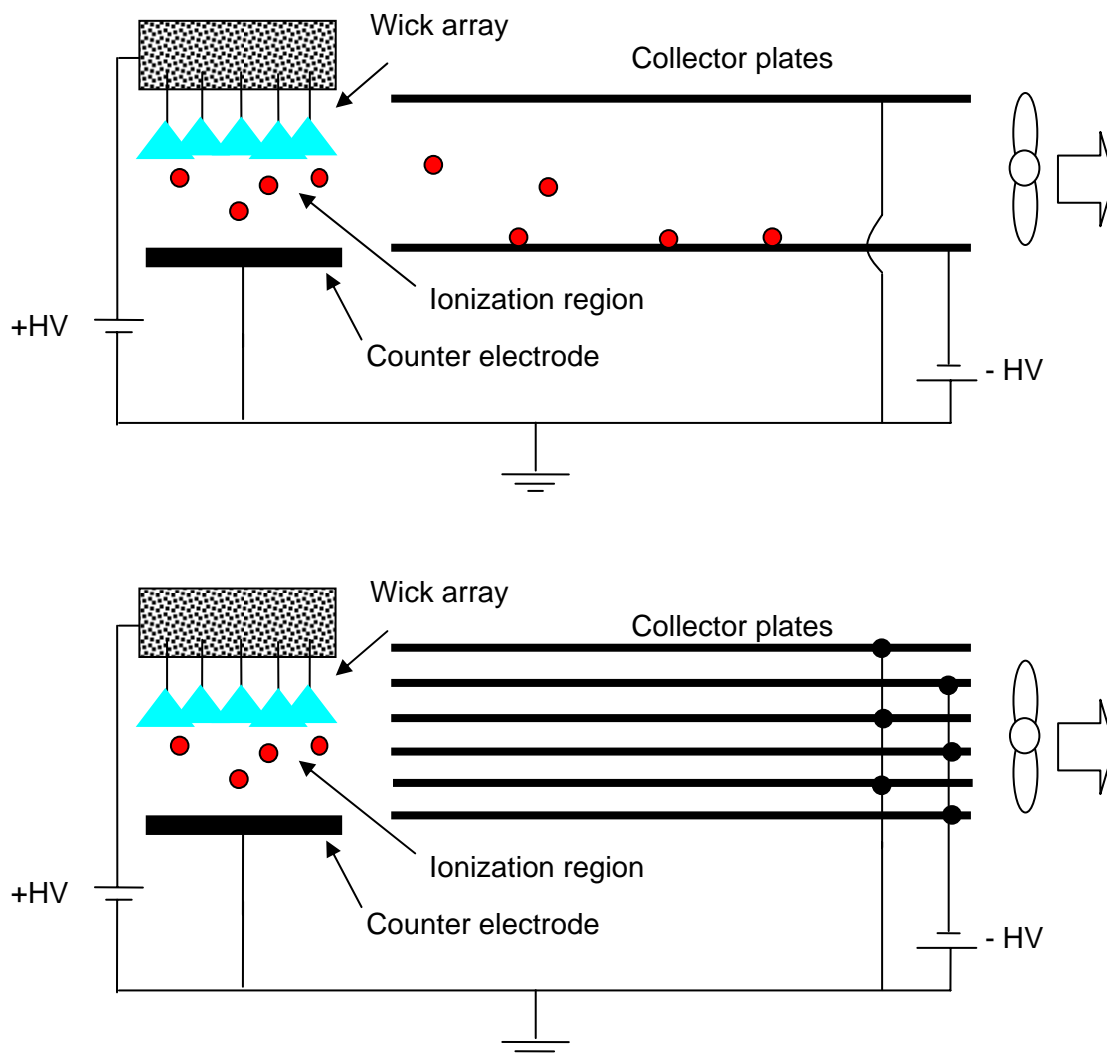 Wick array
Collector plates
Ionization region
+HV
Counter electrode
- HV
Wick array
Collector plates
Ionization region
+HV
Counter electrode
- HV